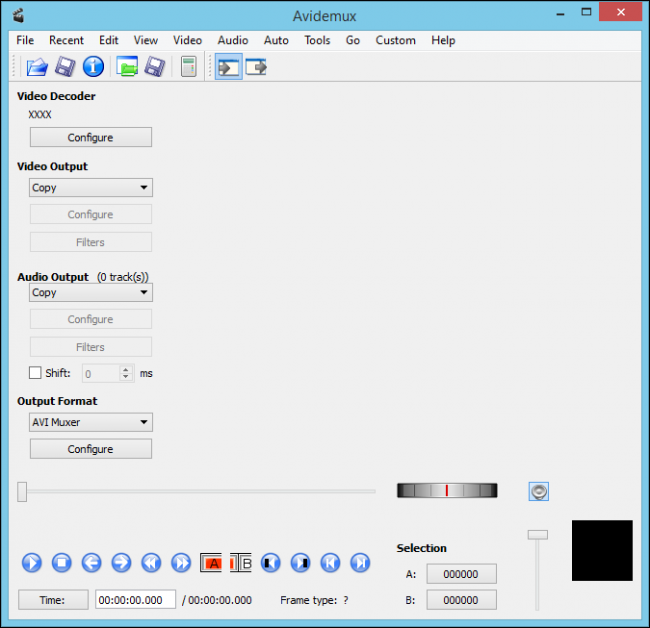 Avidemux
File Recent Edit View Video Audio Auto Tools Go Custom Help
Video Decoder
XXXX
Configure
Video Output
Copy
Configure
Filters
Audio Output (0 track(s))
Copy
Configure
Filters
Shift: 0 ms
Output Format
AVI Muxer
Configure
A B
Selection
A: 000000
B: 000000
Time: 00:00:00.000 / 00:00:00.000 Frame type: ?